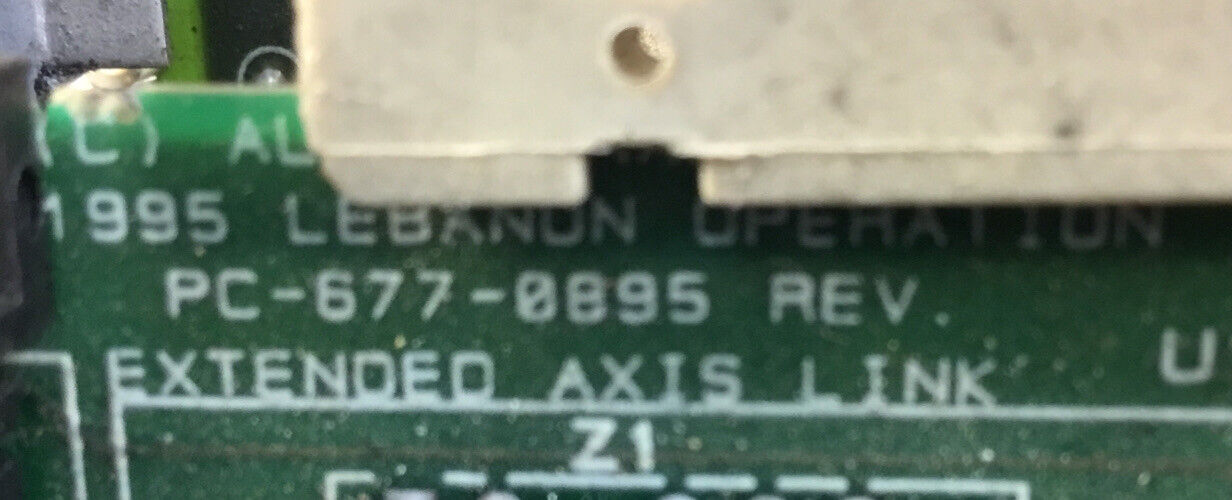 (C) AL
1995 LEBANON OPERATION
PC-677-0895 REV.
EXTENDED AXIS LINK
U
Z1